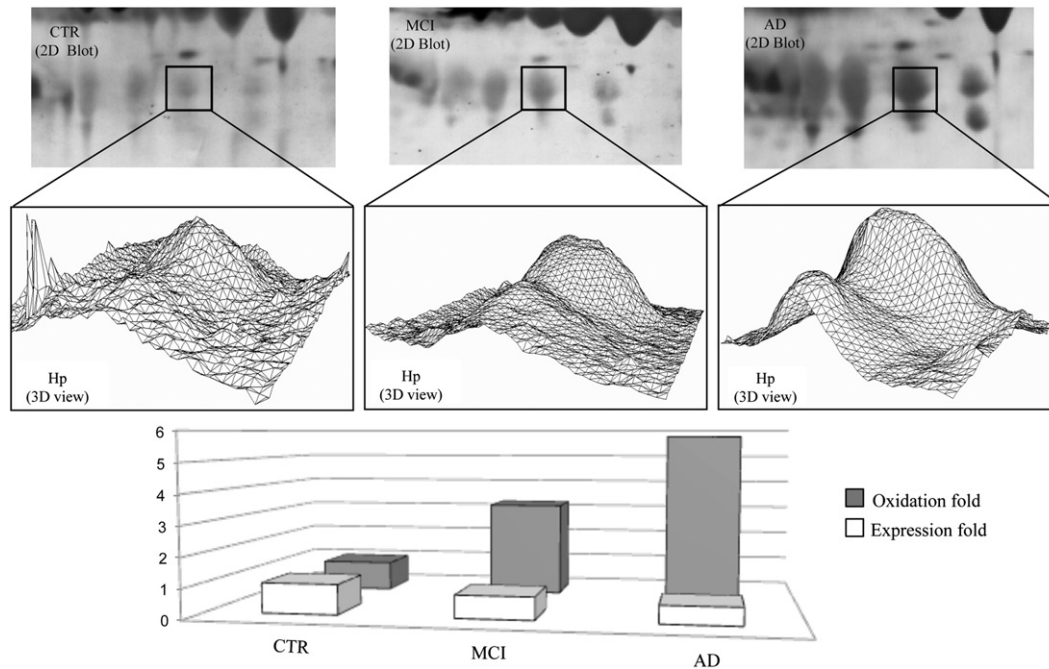 CTR
(2D Blot)
MCI
(2D Blot)
AD
(2D Blot)
Hp
(3D view)
Hp
(3D view)
Hp
(3D view)
6
5
4
3
2
1
0
CTR
MCI
AD
Oxidation fold
Expression fold